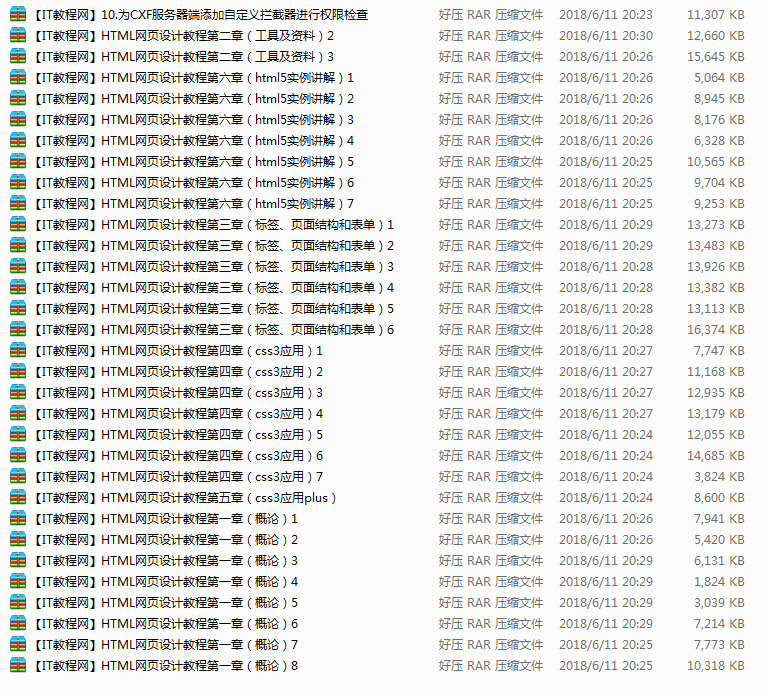 【IT教程网】10.为CXF服务器端添加自定义拦截器进行权限检查 好压 RAR 压缩文件 2018/6/11 20:23 11,307 KB
【IT教程网】HTML网页设计教程第二章（工具及资料）2 好压 RAR 压缩文件 2018/6/11 20:30 12,660 KB
【IT教程网】HTML网页设计教程第二章（工具及资料）3 好压 RAR 压缩文件 2018/6/11 20:26 15,645 KB
【IT教程网】HTML网页设计教程第六章（html5实例讲解）1 好压 RAR 压缩文件 2018/6/11 20:26 5,064 KB
【IT教程网】HTML网页设计教程第六章（html5实例讲解）2 好压 RAR 压缩文件 2018/6/11 20:26 8,945 KB
【IT教程网】HTML网页设计教程第六章（html5实例讲解）3 好压 RAR 压缩文件 2018/6/11 20:26 8,176 KB
【IT教程网】HTML网页设计教程第六章（html5实例讲解）4 好压 RAR 压缩文件 2018/6/11 20:26 6,328 KB
【IT教程网】HTML网页设计教程第六章（html5实例讲解）5 好压 RAR 压缩文件 2018/6/11 20:25 10,565 KB
【IT教程网】HTML网页设计教程第六章（html5实例讲解）6 好压 RAR 压缩文件 2018/6/11 20:25 9,704 KB
【IT教程网】HTML网页设计教程第六章（html5实例讲解）7 好压 RAR 压缩文件 2018/6/11 20:25 9,253 KB
【IT教程网】HTML网页设计教程第三章（标签、页面结构和表单）1 好压 RAR 压缩文件 2018/6/11 20:29 13,273 KB
【IT教程网】HTML网页设计教程第三章（标签、页面结构和表单）2 好压 RAR 压缩文件 2018/6/11 20:29 13,483 KB
【IT教程网】HTML网页设计教程第三章（标签、页面结构和表单）3 好压 RAR 压缩文件 2018/6/11 20:28 13,926 KB
【IT教程网】HTML网页设计教程第三章（标签、页面结构和表单）4 好压 RAR 压缩文件 2018/6/11 20:28 13,382 KB
【IT教程网】HTML网页设计教程第三章（标签、页面结构和表单）5 好压 RAR 压缩文件 2018/6/11 20:28 13,113 KB
【IT教程网】HTML网页设计教程第三章（标签、页面结构和表单）6 好压 RAR 压缩文件 2018/6/11 20:28 16,374 KB
【IT教程网】HTML网页设计教程第四章（css3应用）1 好压 RAR 压缩文件 2018/6/11 20:27 7,747 KB
【IT教程网】HTML网页设计教程第四章（css3应用）2 好压 RAR 压缩文件 2018/6/11 20:27 11,168 KB
【IT教程网】HTML网页设计教程第四章（css3应用）3 好压 RAR 压缩文件 2018/6/11 20:27 12,935 KB
【IT教程网】HTML网页设计教程第四章（css3应用）4 好压 RAR 压缩文件 2018/6/11 20:27 13,179 KB
【IT教程网】HTML网页设计教程第四章（css3应用）5 好压 RAR 压缩文件 2018/6/11 20:24 12,055 KB
【IT教程网】HTML网页设计教程第四章（css3应用）6 好压 RAR 压缩文件 2018/6/11 20:24 14,685 KB
【IT教程网】HTML网页设计教程第四章（css3应用）7 好压 RAR 压缩文件 2018/6/11 20:24 3,824 KB
【IT教程网】HTML网页设计教程第五章（css3应用plus） 好压 RAR 压缩文件 2018/6/11 20:24 8,600 KB
【IT教程网】HTML网页设计教程第一章（概论）1 好压 RAR 压缩文件 2018/6/11 20:26 7,941 KB
【IT教程网】HTML网页设计教程第一章（概论）2 好压 RAR 压缩文件 2018/6/11 20:26 5,420 KB
【IT教程网】HTML网页设计教程第一章（概论）3 好压 RAR 压缩文件 2018/6/11 20:29 6,131 KB
【IT教程网】HTML网页设计教程第一章（概论）4 好压 RAR 压缩文件 2018/6/11 20:29 1,824 KB
【IT教程网】HTML网页设计教程第一章（概论）5 好压 RAR 压缩文件 2018/6/11 20:29 3,039 KB
【IT教程网】HTML网页设计教程第一章（概论）6 好压 RAR 压缩文件 2018/6/11 20:29 7,214 KB
【IT教程网】HTML网页设计教程第一章（概论）7 好压 RAR 压缩文件 2018/6/11 20:25 7,773 KB
【IT教程网】HTML网页设计教程第一章（概论）8 好压 RAR 压缩文件 2018/6/11 20:25 10,318 KB